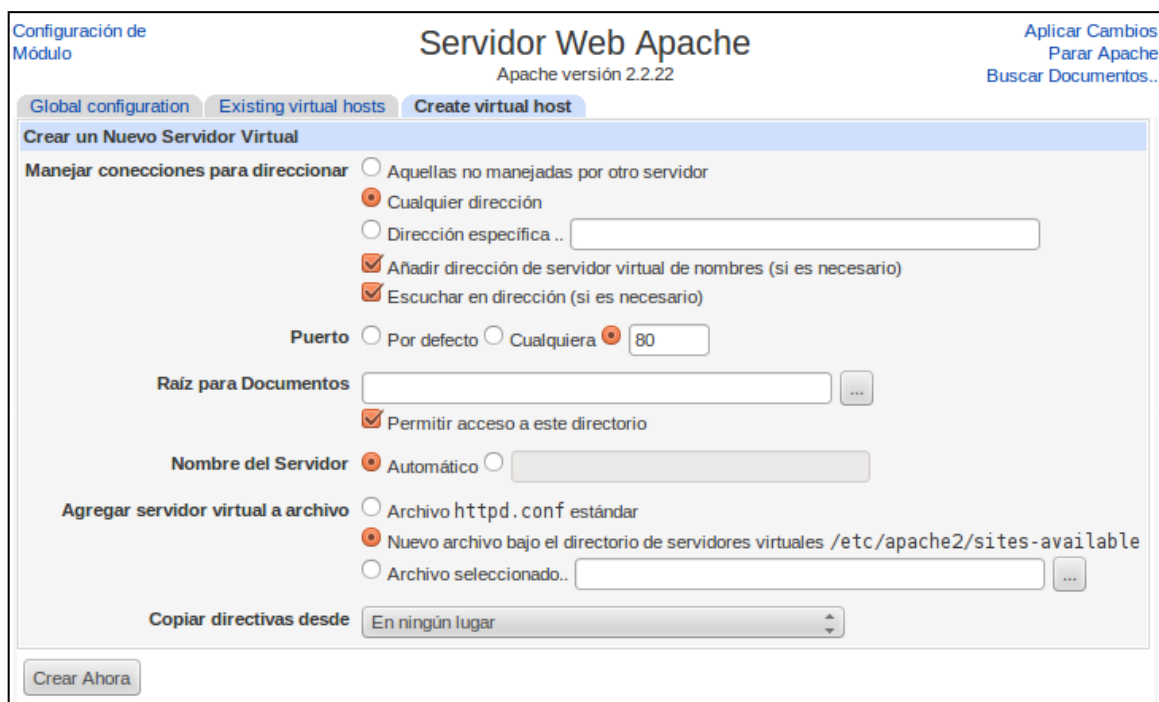 Configuración de
Módulo
Servidor Web Apache
Apache versión 2.2.22
Aplicar Cambios
Parar Apache
Buscar Documentos..
Global configuration Existing virtual hosts Create virtual host
Crear un Nuevo Servidor Virtual
Manejar conecciones para direccionar Aquellas no manejadas por otro servidor
Cualquier dirección
Dirección específica ..
Añadir dirección de servidor virtual de nombres (si es necesario)
Escuchar en dirección (si es necesario)
Puerto Por defecto Cualquiera 80
Raíz para Documentos ...
Permitir acceso a este directorio
Nombre del Servidor Automático
Agregar servidor virtual a archivo Archivo httpd.conf estándar
Nuevo archivo bajo el directorio de servidores virtuales /etc/apache2/sites-available
Archivo seleccionado.. ...
Copiar directivas desde En ningún lugar
Crear Ahora